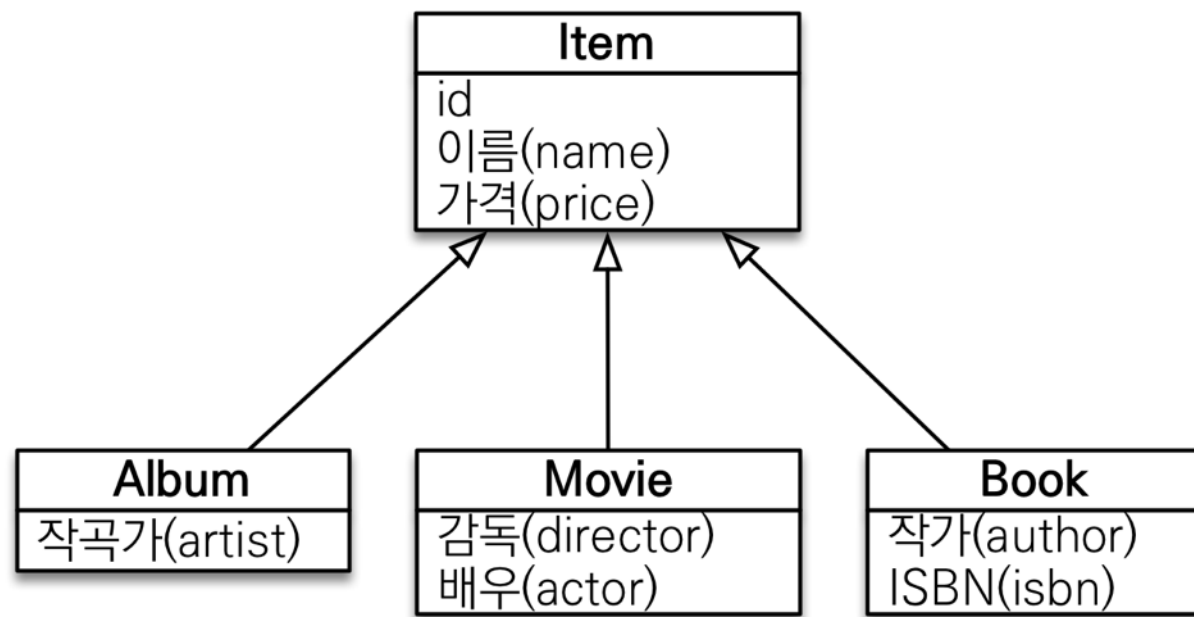 Item
id
이름(name)
가격(price)
Album
작곡가(artist)
Movie
감독(director)
배우(actor)
Book
작가(author)
ISBN(isbn)